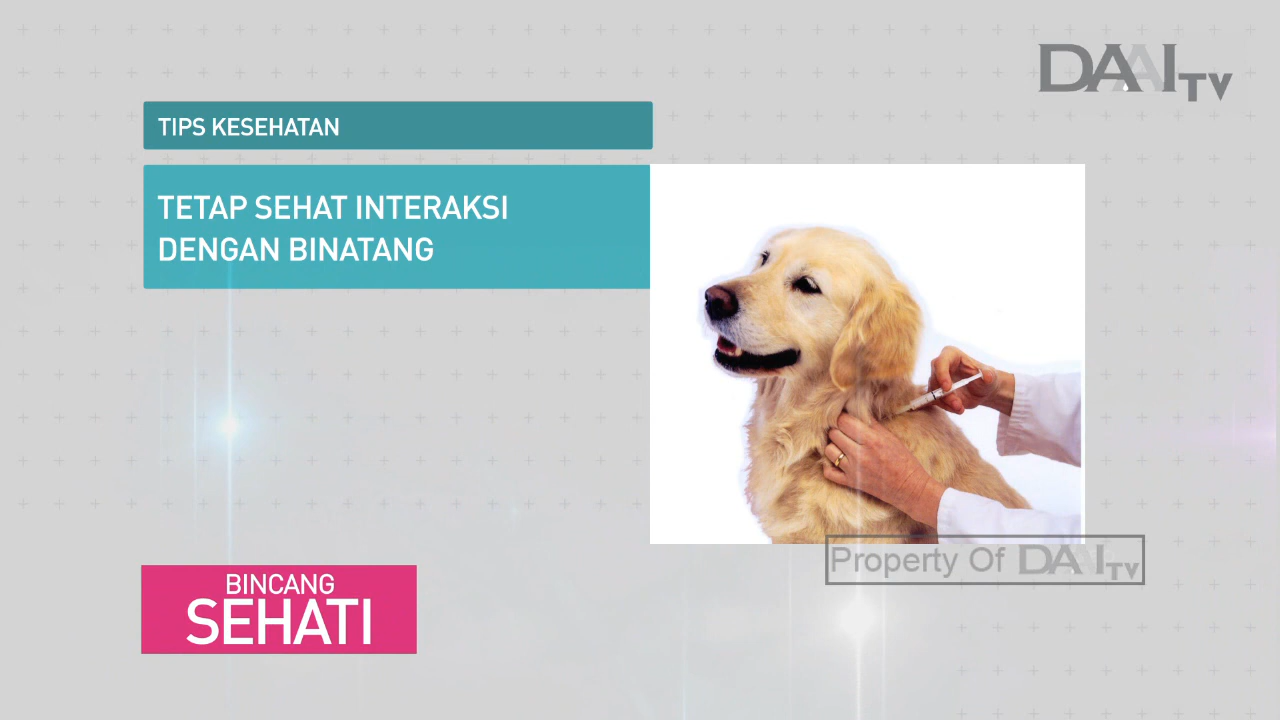 DAAI TV
TIPS KESEHATAN
TETAP SEHAT INTERAKSI
DENGAN BINATANG
Property Of DAAI TV
BINCANG
SEHATI